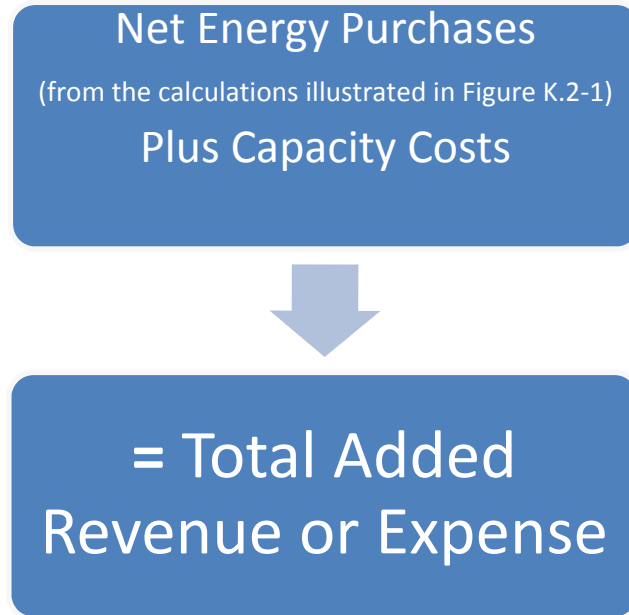 Net Energy Purchases
(from the calculations illustrated in Figure K.2-1)
Plus Capacity Costs
= Total Added
Revenue or Expense